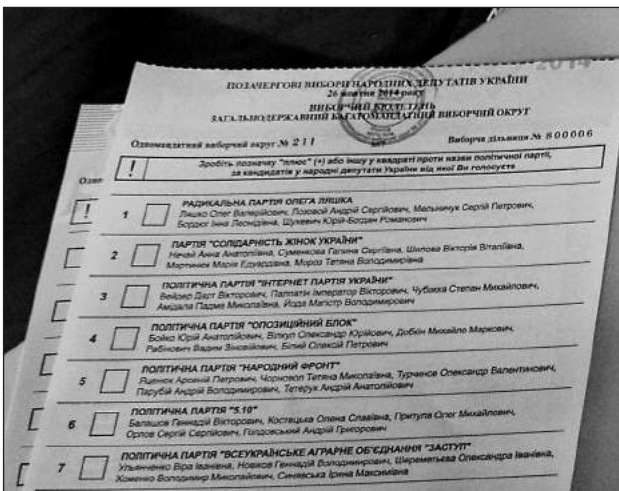 2014
ПОЗАЧЕРГОВІ ВИБОРИ НАРОДНИХ ДЕПУТАТІВ УКРАЇНИ
26 жовтня 2014 року
ВИБОРЧИЙ БЮЛЕТЕНЬ
ЗАГАЛЬНОДЕРЖАВНИЙ БАГАТОМАНДАТНИЙ ВИБОРЧИЙ ОКРУГ
Одномандатний виборчий округ № 211 Виборча дільниця № 800006
! Зробіть позначку "плюс" (+) або іншу у квадраті проти назви політичної партії,
за кандидатів у народні депутати України від якої Ви голосуєте
1 РАДИКАЛЬНА ПАРТІЯ ОЛЕГА ЛЯШКА
Ляшко Олег Валерійович, Лозовой Андрій Сергійович, Мельничук Сергій Петрович,
Бордюг Інна Леонідівна, Шухевич Юрій-Богдан Романович
2 ПАРТІЯ "СОЛІДАРНІСТЬ ЖІНОК УКРАЇНИ"
Нечай Анна Анатоліївна, Суменкова Галина Сергіївна, Шилова Вікторія Віталіївна,
Мартинюк Марія Едуардівна, Мороз Тетяна Володимирівна
3 ПОЛІТИЧНА ПАРТІЯ "ІНТЕРНЕТ ПАРТІЯ УКРАЇНИ"
Вейдер Дарт Вікторович, Палпатін Імператор Вікторович, Чубакка Степан Михайлович,
Амідала Падме Миколаївна, Йода Магістр Володимирович
4 ПОЛІТИЧНА ПАРТІЯ "ОПОЗИЦІЙНИЙ БЛОК"
Бойко Юрій Анатолійович, Вілкул Олександр Юрійович, Добкін Михайло Маркович,
Рабінович Вадим Зіновійович, Білий Олексій Петрович
5 ПОЛІТИЧНА ПАРТІЯ "НАРОДНИЙ ФРОНТ"
Яценюк Арсеній Петрович, Чорновол Тетяна Миколаївна, Турчинов Олександр Валентинович,
Парубій Андрій Володимирович, Тетерук Андрій Анатолійович
6 ПОЛІТИЧНА ПАРТІЯ "5.10"
Балашов Геннадій Вікторович, Костецька Олена Славівна, Притула Олег Михайлович,
Орлов Сергій Сергійович, Голдовський Андрій Григорович
7 ПОЛІТИЧНА ПАРТІЯ "ВСЕУКРАЇНСЬКЕ АГРАРНЕ ОБ'ЄДНАННЯ "ЗАСТУП"
Ульянченко Віра Іванівна, Новиков Геннадій Володимирович, Шереметьєва Олександра Іванівна,
Хоменко Володимир Миколайович, Синявська Ірина Максимівна